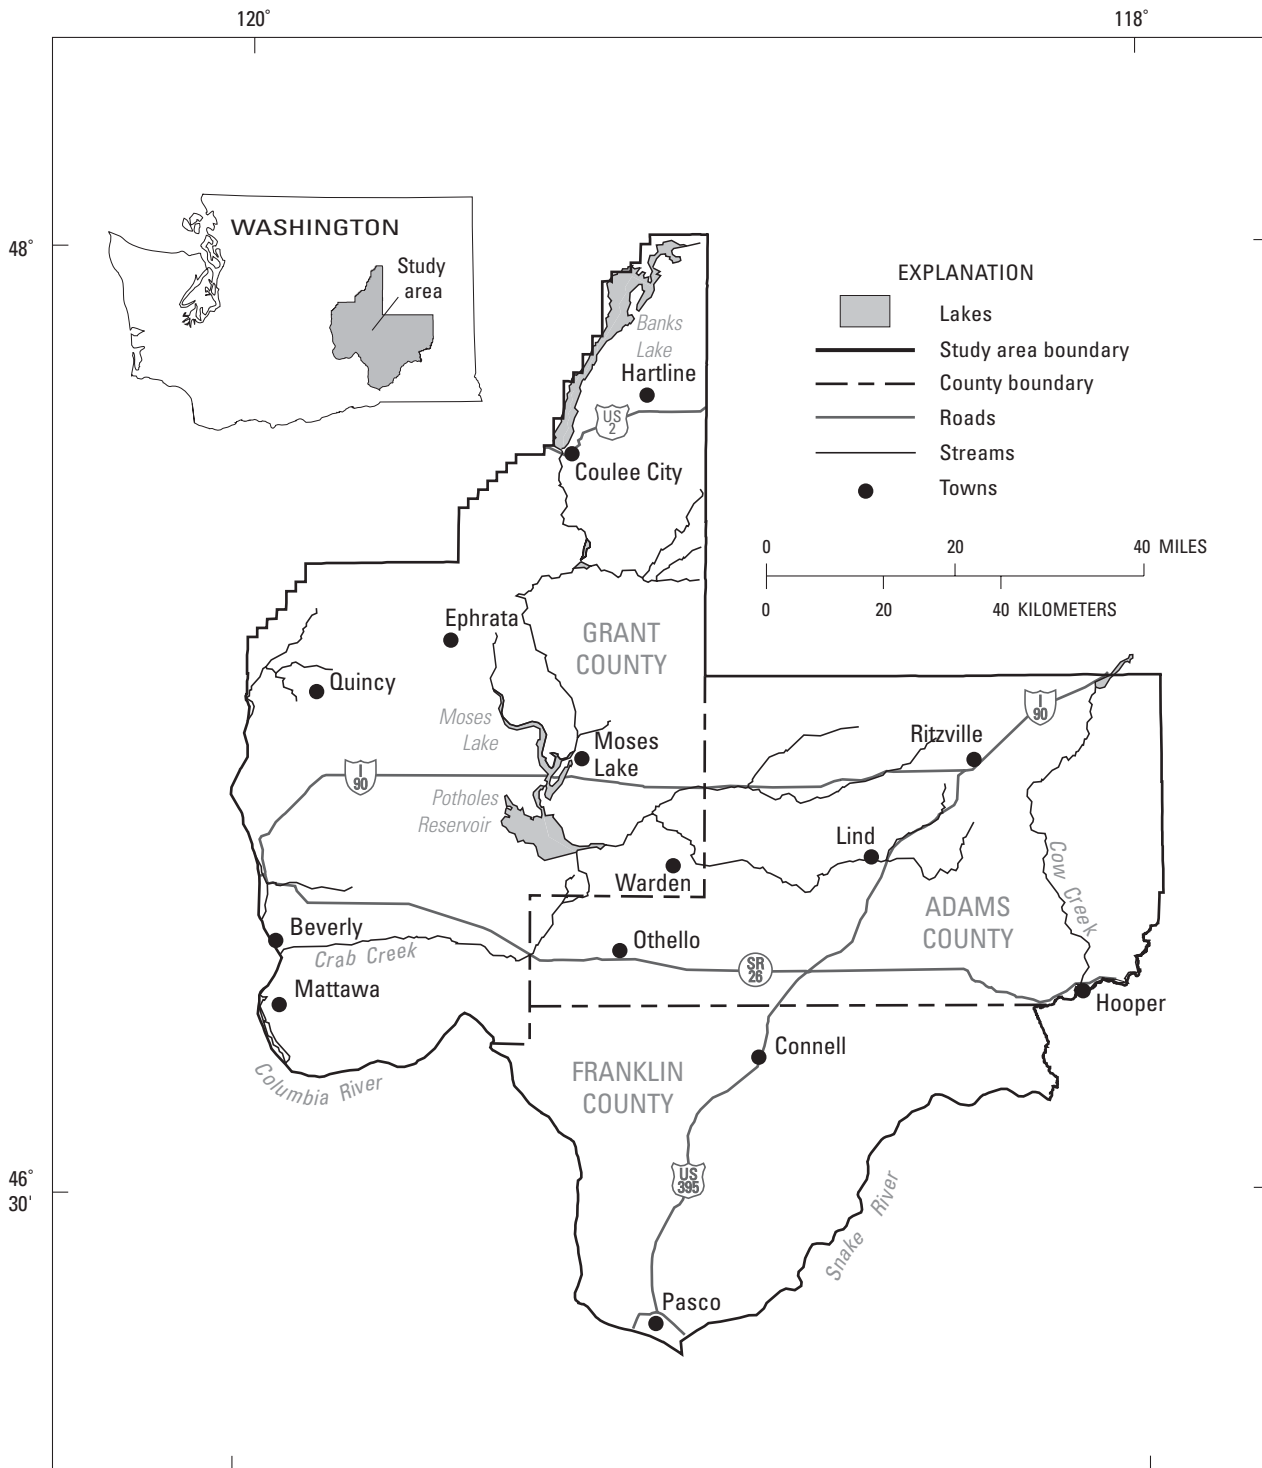 120°
118°
48°
WASHINGTON
Study
area
EXPLANATION
Lakes
Study area boundary
County boundary
Roads
Streams
Towns
0
20
40 MILES
0
20
40 KILOMETERS
Banks
Lake
Hartline
US
2
Coulee City
Ephrata
GRANT
COUNTY
Quincy
Moses
Lake
Moses
Lake
Ritzville
I
90
I
90
Potholes
Reservoir
Lind
Warden
Cow Creek
ADAMS
COUNTY
Beverly
Crab Creek
Othello
SR
26
Mattawa
Hooper
Connell
Columbia River
FRANKLIN
COUNTY
46°
30'
US
395
Snake River
Pasco